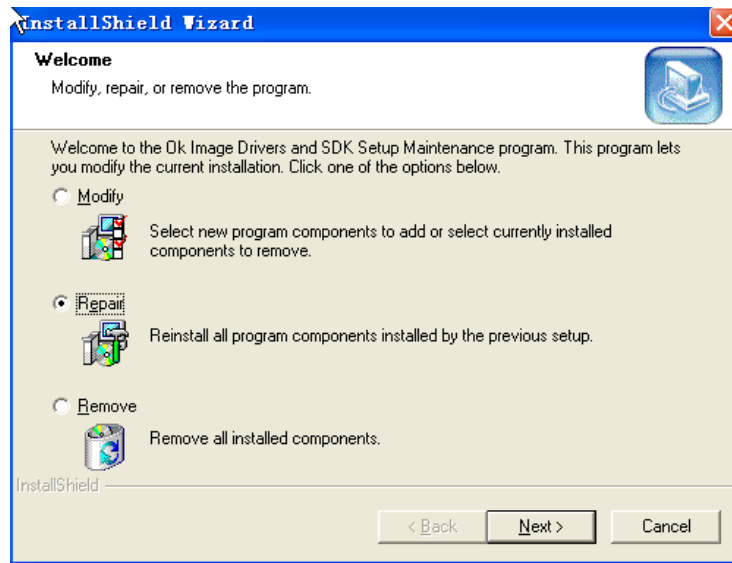 InstallShield Wizard
Welcome
Modify, repair, or remove the program.
Welcome to the Ok Image Drivers and SDK Setup Maintenance program. This program lets
you modify the current installation. Click one of the options below.
Modify
Select new program components to add or select currently installed
components to remove.
Repair
Reinstall all program components installed by the previous setup.
Remove
Remove all installed components.
InstallShield
< Back
Next >
Cancel